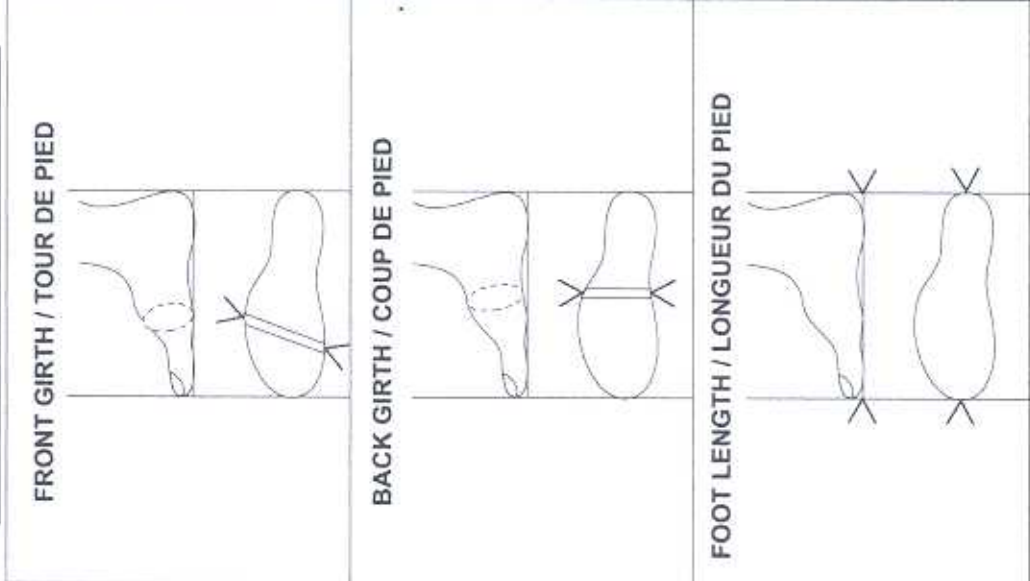 FRONT GIRTH / TOUR DE PIED
BACK GIRTH / COUP DE PIED
FOOT LENGTH / LONGUEUR DU PIED